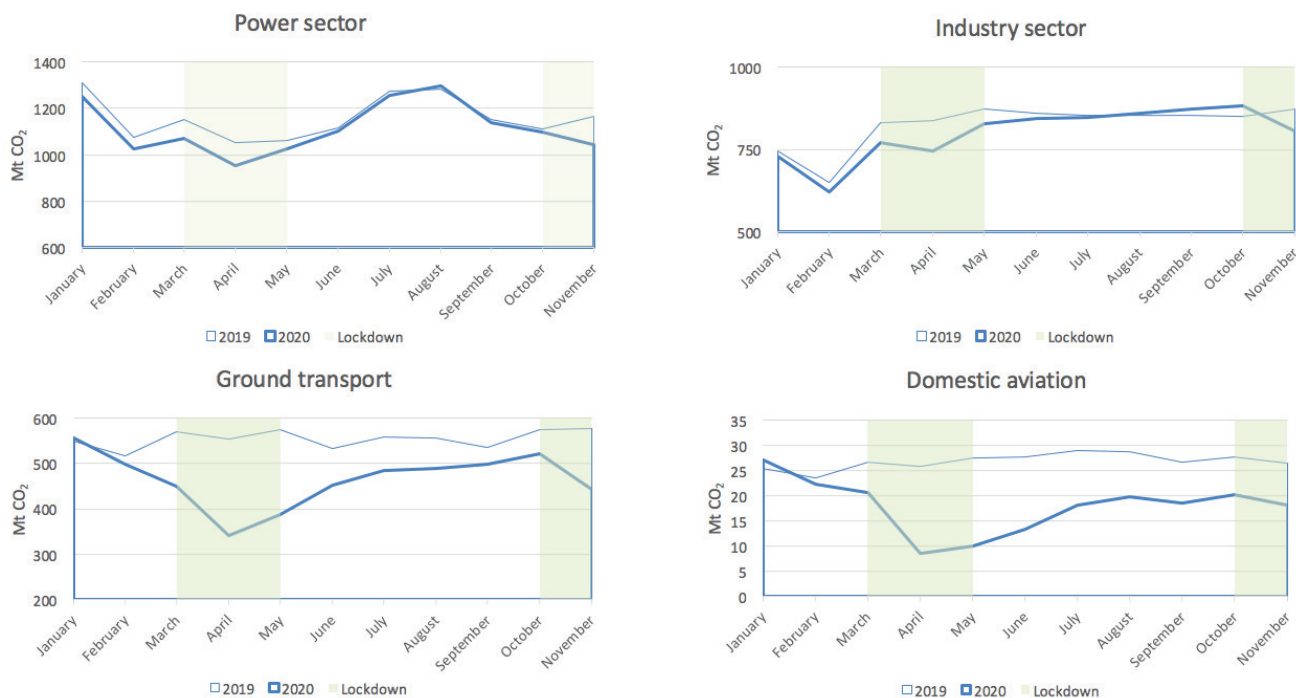 Power sector
Mt CO₂
1400
1200
1000
800
600
January
February
March
April
May
June
July
August
September
October
November
2019 2020 Lockdown
Industry sector
Mt CO₂
1000
750
500
January
February
March
April
May
June
July
August
September
October
November
2019 2020 Lockdown
Ground transport
Mt CO₂
600
500
400
300
200
January
February
March
April
May
June
July
August
September
October
November
2019 2020 Lockdown
Domestic aviation
Mt CO₂
35
30
25
20
15
10
5
0
January
February
March
April
May
June
July
August
September
October
November
2019 2020 Lockdown